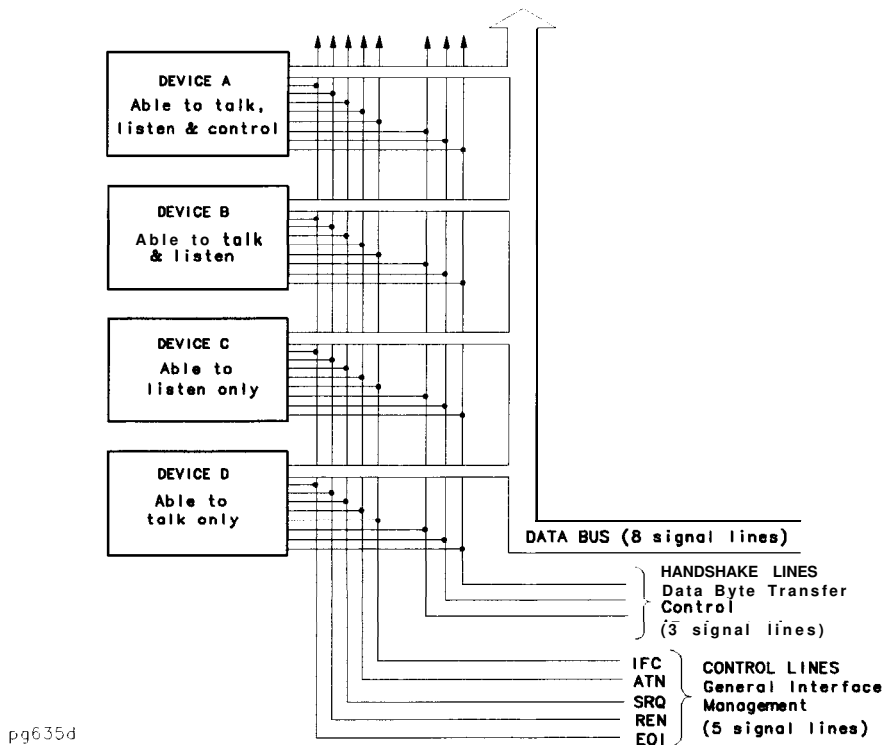 DEVICE A
Able to talk,
listen & control
DEVICE B
Able to talk
& listen
DEVICE C
Able to
listen only
DEVICE D
Able to
talk only
DATA BUS (8 signal lines)
HANDSHAKE LINES
Data Byte Transfer
Control
(3 signal lines)
IFC
ATN
SRQ
REN
EOI
CONTROL LINES
General Interface
Management
(5 signal lines)
pg635d